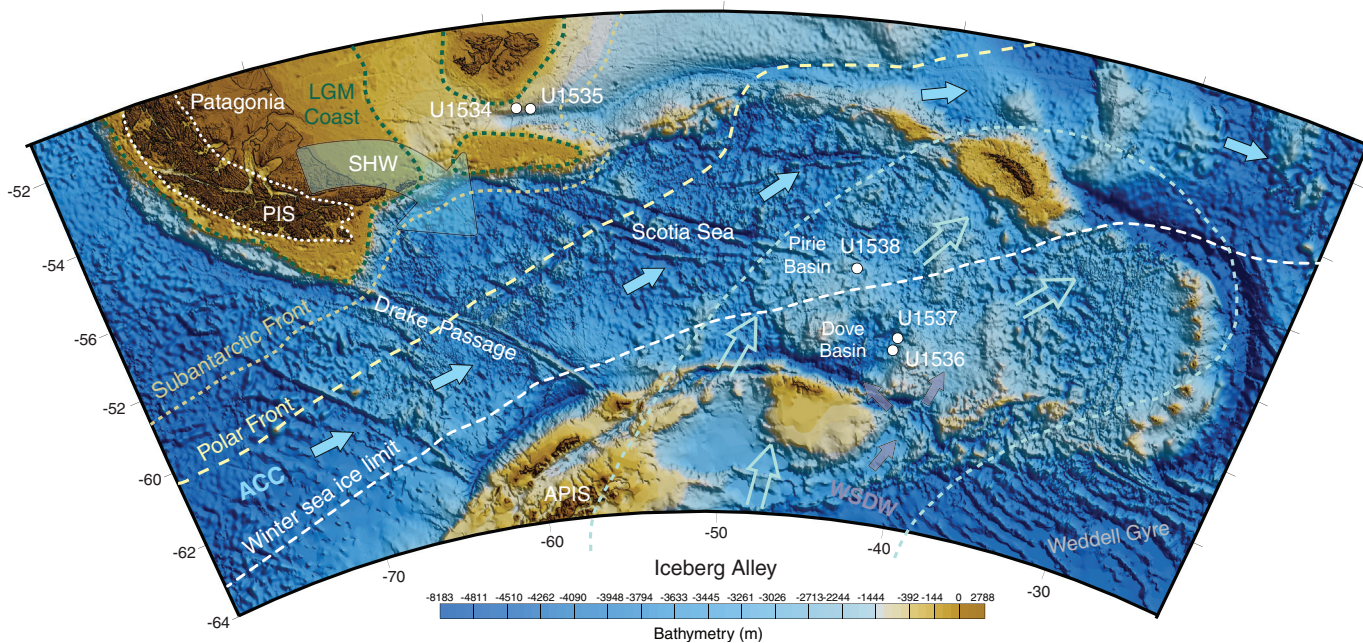 Patagonia
LGM
Coast
U1534
U1535
SHW
PIS
Scotia Sea
Pirie
Basin
U1538
Drake Passage
Dove
Basin
U1537
U1536
Subantarctic Front
Polar Front
ACC
Winter sea ice limit
APIS
WSDW
Weddell Gyre
-52
-54
-56
-52
-60
-62
-64
-70
-60
-50
-40
-30
Iceberg Alley
-8183 -4811 -4510 -4262 -4090 -3948 -3794 -3633 -3445 -3261 -3026 -2713 -2244 -1444 -392 -144 0 2788
Bathymetry (m)